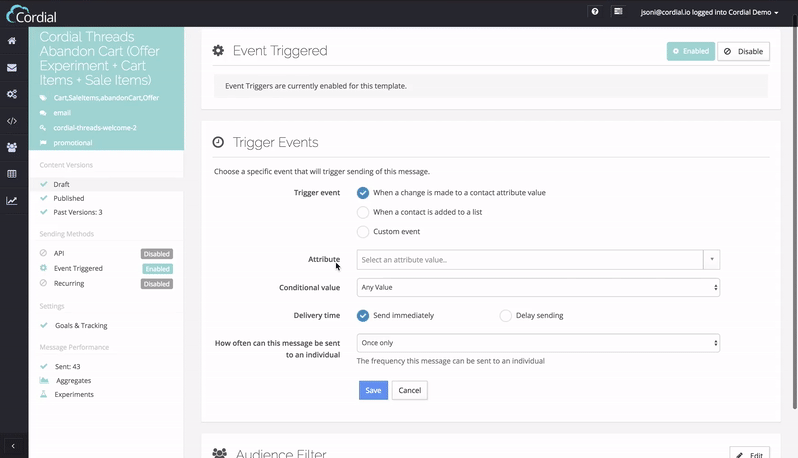 Cordial
jsoni@cordial.io logged into Cordial Demo
Cordial Threads
Abandon Cart (Offer
Experiment + Cart
Items + Sale Items)
Cart,SaleItems,abandonCart,Offer
email
cordial-threads-welcome-2
promotional
Content Versions
Draft
Published
Past Versions: 3
Sending Methods
API Disabled
Event Triggered Enabled
Recurring Disabled
Settings
Goals & Tracking
Message Performance
Sent: 43
Aggregates
Experiments
Event Triggered
Enabled
Disable
Event Triggers are currently enabled for this template.
Trigger Events
Choose a specific event that will trigger sending of this message.
Trigger event
When a change is made to a contact attribute value
When a contact is added to a list
Custom event
Attribute
Select an attribute value..
Conditional value
Any Value
Delivery time
Send immediately
Delay sending
How often can this message be sent
to an individual
Once only
The frequency this message can be sent to an individual
Save
Cancel
Audience Filter
Edit